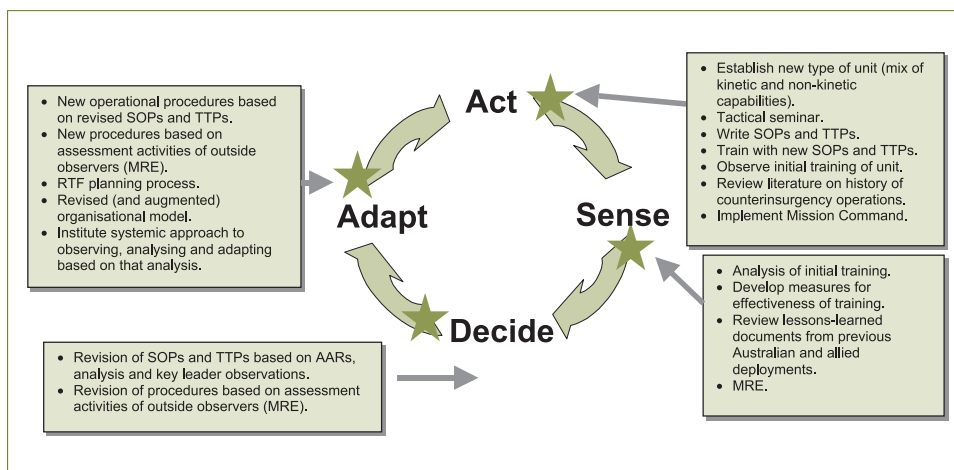 Act
• Establish new type of unit (mix of
kinetic and non-kinetic
capabilities).
• Tactical seminar.
• Write SOPs and TTPs.
• Train with new SOPs and TTPs.
• Observe initial training of unit.
• Review literature on history of
counterinsurgency operations.
• Implement Mission Command.
• New operational procedures based
on revised SOPs and TTPs.
• New procedures based on
assessment activities of outside
observers (MRE).
• RTF planning process.
• Revised (and augmented)
organisational model.
• Institute systemic approach to
observing, analysing and adapting
based on that analysis.
Adapt
Sense
• Analysis of initial training.
• Develop measures for
effectiveness of training.
• Review lessons-learned
documents from previous
Australian and allied
deployments.
• MRE.
Decide
• Revision of SOPs and TTPs based on AARs,
analysis and key leader observations.
• Revision of procedures based on assessment
activities of outside observers (MRE).